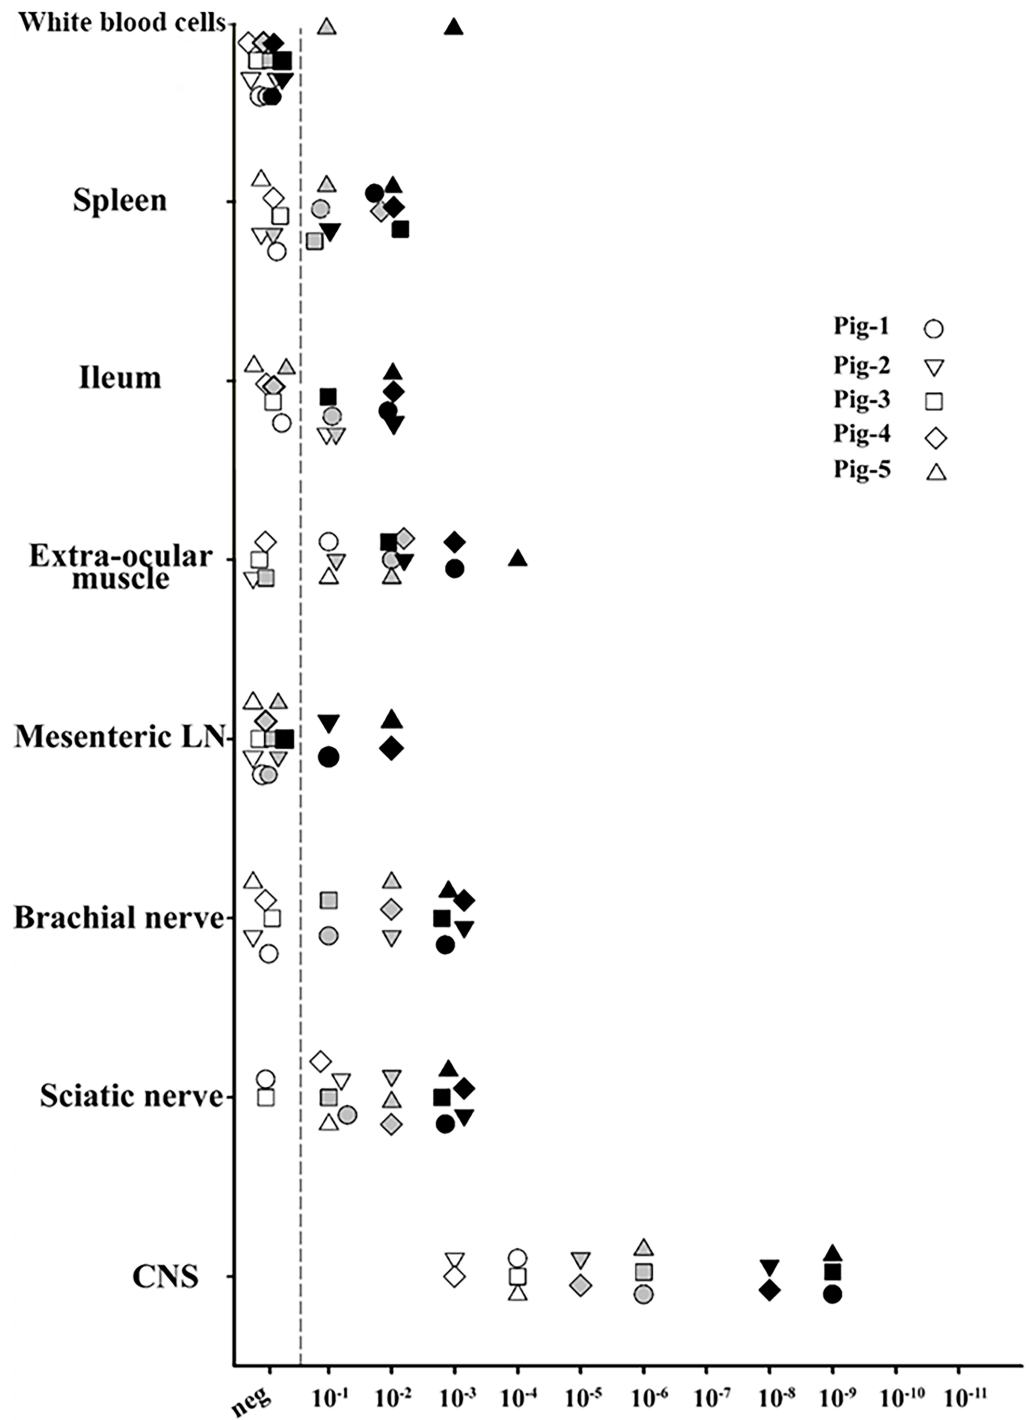 White blood cells
Spleen
Ileum
Extra-ocular
muscle
Mesenteric LN
Brachial nerve
Sciatic nerve
CNS
Pig-1
Pig-2
Pig-3
Pig-4
Pig-5
neg 10-1 10-2 10-3 10-4 10-5 10-6 10-7 10-8 10-9 10-10 10-11